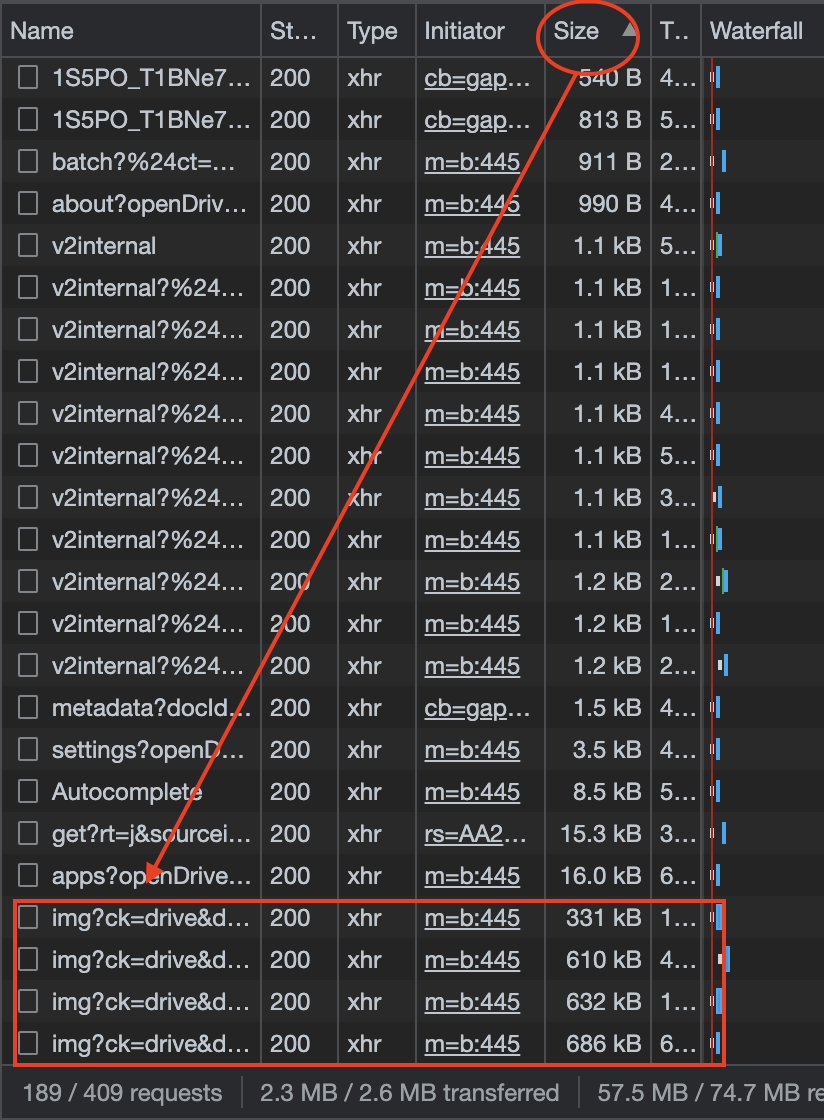 Name St... Type Initiator Size T.. Waterfall
1S5PO_T1BNe7... 200 xhr cb=gap... 540 B 4...
1S5PO_T1BNe7... 200 xhr cb=gap... 813 B 5...
batch?%24ct=... 200 xhr m=b:445 911 B 2...
about?openDriv... 200 xhr m=b:445 990 B 4...
v2internal 200 xhr m=b:445 1.1 kB 5...
v2internal?%24... 200 xhr m=b:445 1.1 kB 1...
v2internal?%24... 200 xhr m=b:445 1.1 kB 1...
v2internal?%24... 200 xhr m=b:445 1.1 kB 1...
v2internal?%24... 200 xhr m=b:445 1.1 kB 4...
v2internal?%24... 200 xhr m=b:445 1.1 kB 5...
v2internal?%24... 200 xhr m=b:445 1.1 kB 3...
v2internal?%24... 200 xhr m=b:445 1.1 kB 1...
v2internal?%24... 200 xhr m=b:445 1.2 kB 2...
v2internal?%24... 200 xhr m=b:445 1.2 kB 1...
v2internal?%24... 200 xhr m=b:445 1.2 kB 2...
metadata?docId... 200 xhr cb=gap... 1.5 kB 4...
settings?openD... 200 xhr m=b:445 3.5 kB 4...
Autocomplete 200 xhr m=b:445 8.5 kB 5...
get?rt=j&sourcei... 200 xhr rs=AA2... 15.3 kB 3...
apps?openDrive... 200 xhr m=b:445 16.0 kB 6...
img?ck=drive&d... 200 xhr m=b:445 331 kB 1...
img?ck=drive&d... 200 xhr m=b:445 610 kB 4...
img?ck=drive&d... 200 xhr m=b:445 632 kB 1...
img?ck=drive&d... 200 xhr m=b:445 686 kB 6...
189 / 409 requests 2.3 MB / 2.6 MB transferred 57.5 MB / 74.7 MB re